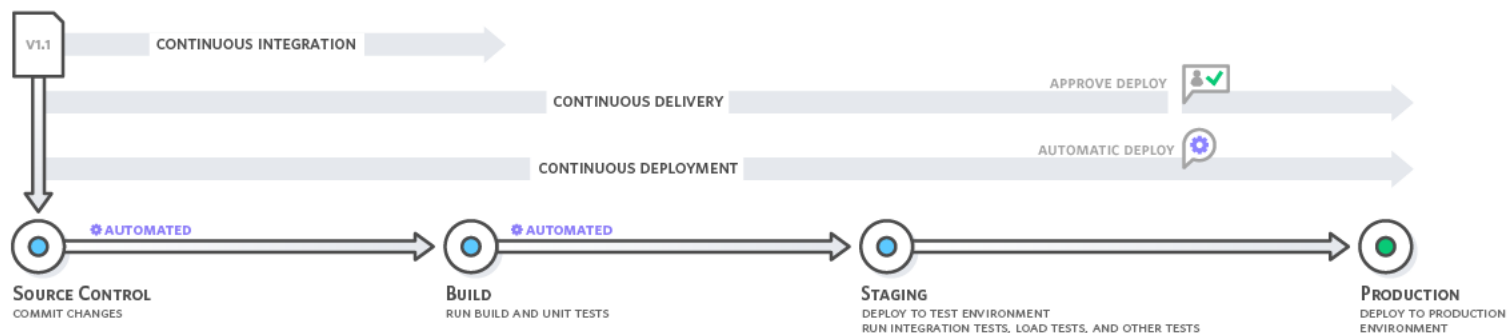 V1.1
CONTINUOUS INTEGRATION
APPROVE DEPLOY
CONTINUOUS DELIVERY
AUTOMATIC DEPLOY
CONTINUOUS DEPLOYMENT
AUTOMATED
AUTOMATED
SOURCE CONTROL
COMMIT CHANGES
BUILD
RUN BUILD AND UNIT TESTS
STAGING
DEPLOY TO TEST ENVIRONMENT
RUN INTEGRATION TESTS, LOAD TESTS, AND OTHER TESTS
PRODUCTION
DEPLOY TO PRODUCTION
ENVIRONMENT